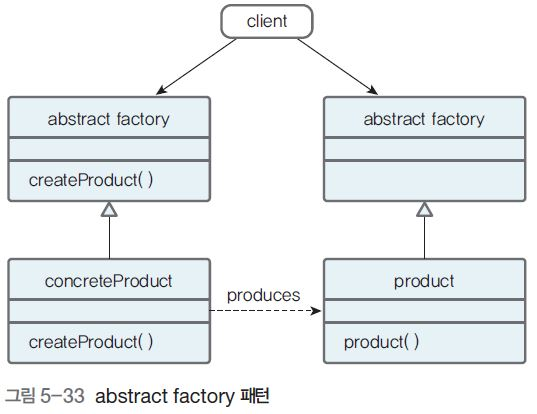 client
abstract factory
abstract factory
createProduct( )
concreteProduct
product
produces
createProduct( )
product( )
그림 5-33 abstract factory 패턴